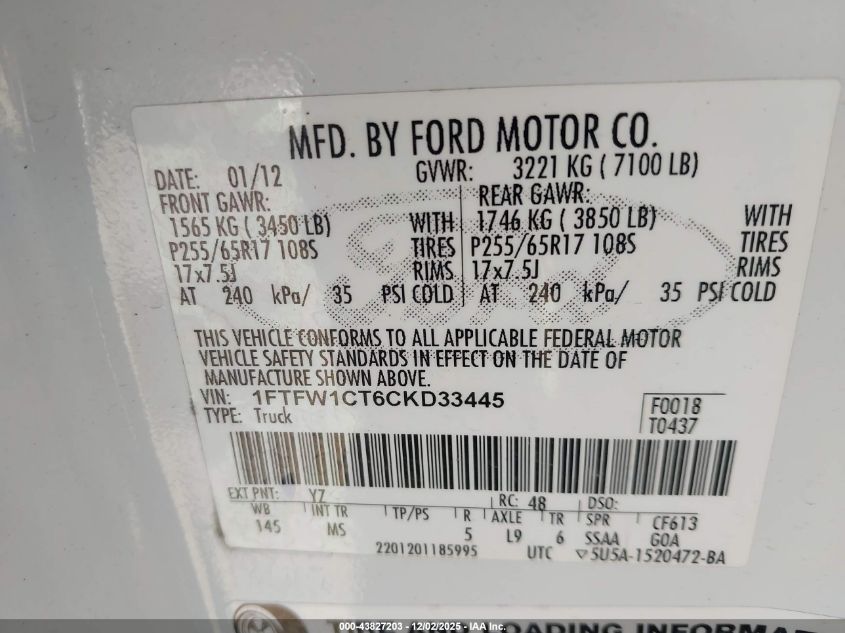 MFD. BY FORD MOTOR CO.
DATE: 01/12 GVWR: 3221 KG ( 7100 LB)
FRONT GAWR: REAR GAWR:
1565 KG ( 3450 LB) WITH 1746 KG ( 3850 LB) WITH
P255/65R17 108S TIRES P255/65R17 108S TIRES
17x7.5J RIMS 17x7.5J RIMS
AT 240 kPa/ 35 PSI COLD AT 240 kPa/ 35 PSI COLD
THIS VEHICLE CONFORMS TO ALL APPLICABLE FEDERAL MOTOR
VEHICLE SAFETY STANDARDS IN EFFECT ON THE DATE OF
MANUFACTURE SHOWN ABOVE.
VIN: 1FTFW1CT6CKD33445
TYPE: Truck
F0018
T0437
EXT PNT: YZ RC: 48 DSO:
WB INT TR TP/PS R AXLE TR SPR CF613
145 MS 5 L9 6 SSAA GOA
2201201185995 UTC ▽5U5A-1520472-BA
000-43827203 - 12/02/2025 - IAA Inc.
LOADING INFORMA